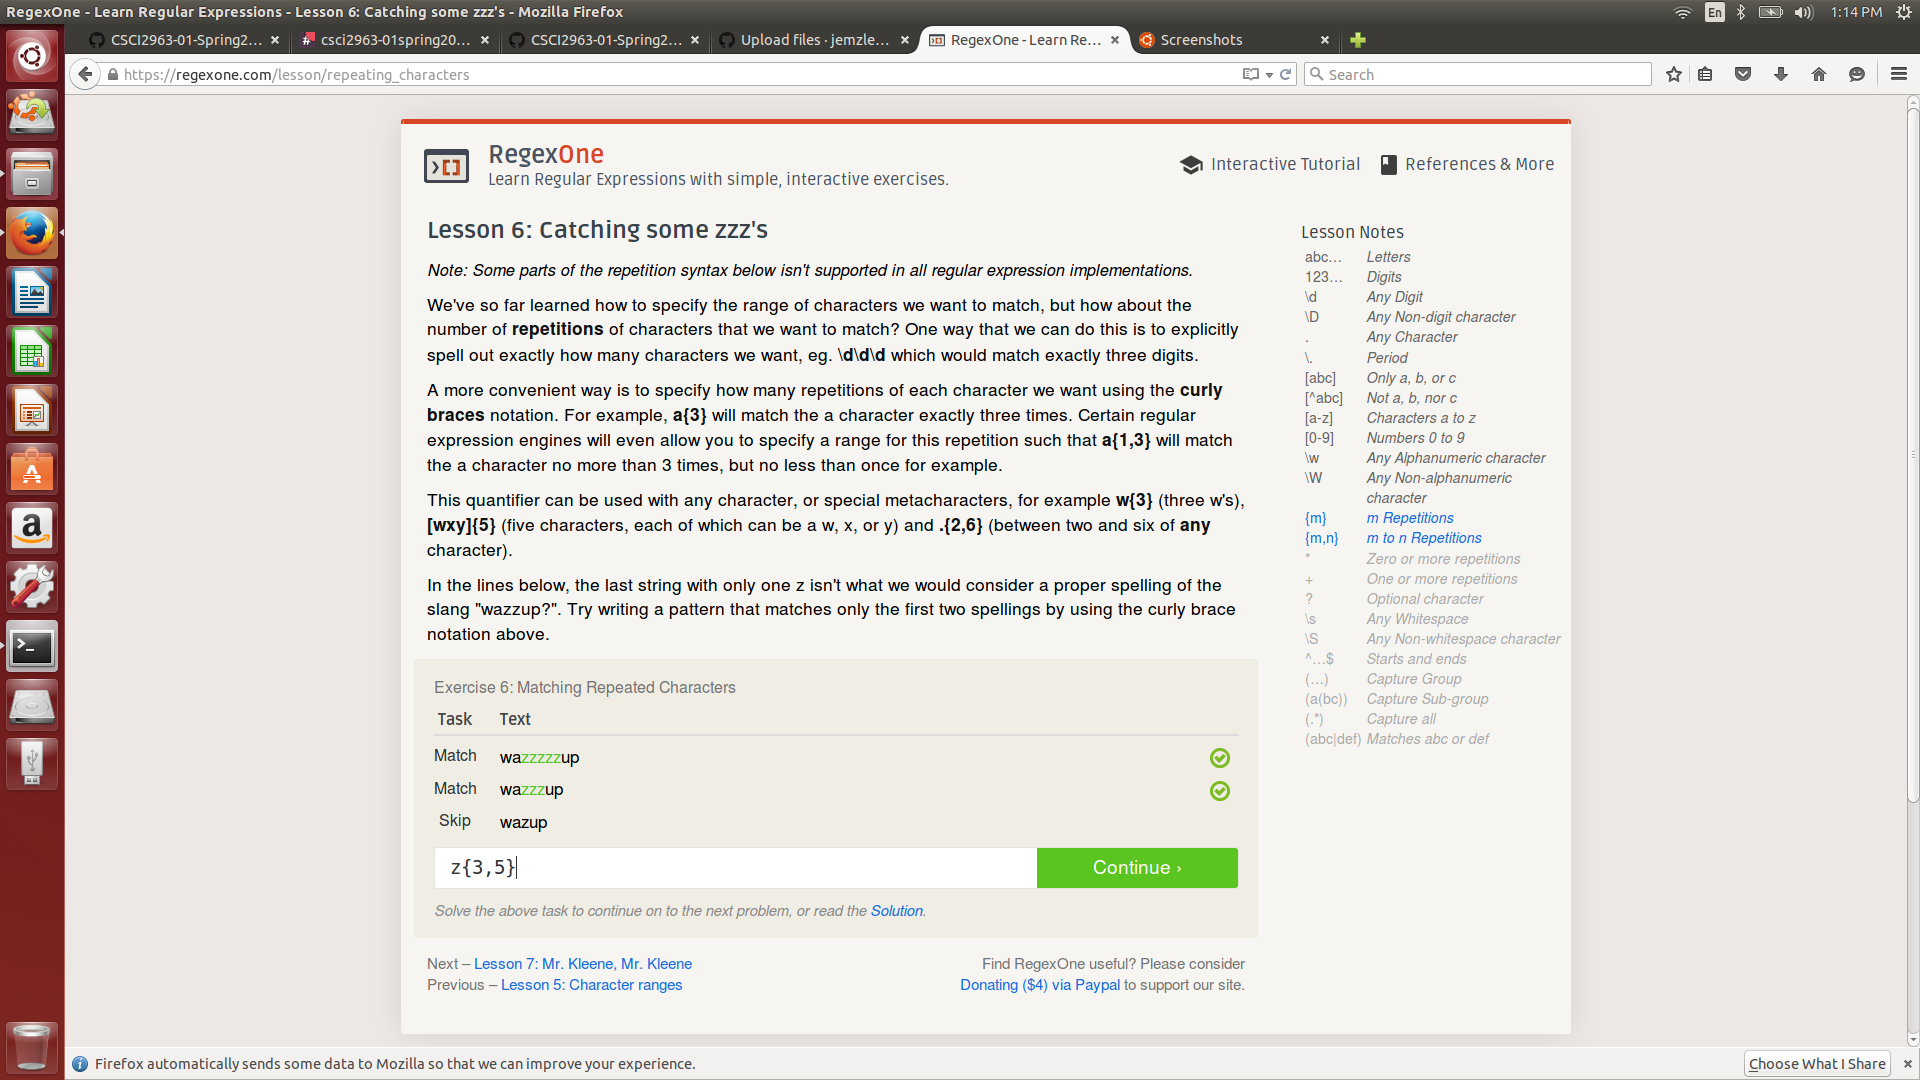 RegexOne - Learn Regular Expressions - Lesson 6: Catching some zzz's - Mozilla Firefox
En
1:14 PM
CSCI2963-01-Spring2... ×
csci2963-01spring20... ×
CSCI2963-01-Spring2... ×
Upload files · jemzle... ×
RegexOne - Learn Re... ×
Screenshots ×
https://regexone.com/lesson/repeating_characters
Search
RegexOne
Learn Regular Expressions with simple, interactive exercises.
Interactive Tutorial
References & More
Lesson 6: Catching some zzz's
Note: Some parts of the repetition syntax below isn't supported in all regular expression implementations.
We've so far learned how to specify the range of characters we want to match, but how about the
number of repetitions of characters that we want to match? One way that we can do this is to explicitly
spell out exactly how many characters we want, eg. \d\d\d which would match exactly three digits.
A more convenient way is to specify how many repetitions of each character we want using the curly
braces notation. For example, a{3} will match the a character exactly three times. Certain regular
expression engines will even allow you to specify a range for this repetition such that a{1,3} will match
the a character no more than 3 times, but no less than once for example.
This quantifier can be used with any character, or special metacharacters, for example w{3} (three w's),
[wxy]{5} (five characters, each of which can be a w, x, or y) and .{2,6} (between two and six of any
character).
In the lines below, the last string with only one z isn't what we would consider a proper spelling of the
slang "wazzup?". Try writing a pattern that matches only the first two spellings by using the curly brace
notation above.
Exercise 6: Matching Repeated Characters
Task Text
Match wazzzzzup
Match wazzzup
Skip wazup
z{3,5}
Continue ›
Solve the above task to continue on to the next problem, or read the Solution.
Next – Lesson 7: Mr. Kleene, Mr. Kleene
Previous – Lesson 5: Character ranges
Find RegexOne useful? Please consider
Donating ($4) via Paypal to support our site.
Lesson Notes
abc… Letters
123… Digits
\d Any Digit
\D Any Non-digit character
. Any Character
\. Period
[abc] Only a, b, or c
[^abc] Not a, b, nor c
[a-z] Characters a to z
[0-9] Numbers 0 to 9
\w Any Alphanumeric character
\W Any Non-alphanumeric
character
{m} m Repetitions
{m,n} m to n Repetitions
* Zero or more repetitions
+ One or more repetitions
? Optional character
\s Any Whitespace
\S Any Non-whitespace character
^…$ Starts and ends
(…) Capture Group
(a(bc)) Capture Sub-group
(.*) Capture all
(abc|def) Matches abc or def
Firefox automatically sends some data to Mozilla so that we can improve your experience.
Choose What I Share ×